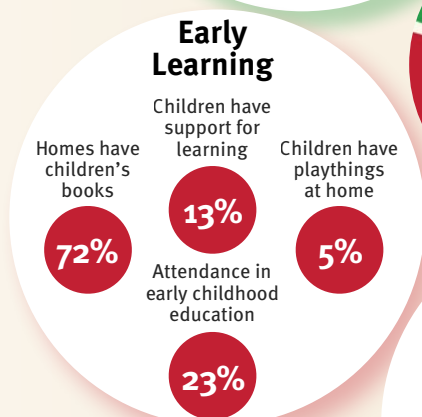 Early
Learning
Children have
support for
learning
13%
Homes have
children's
books
72%
Children have
playthings
at home
5%
Attendance in
early childhood
education
23%